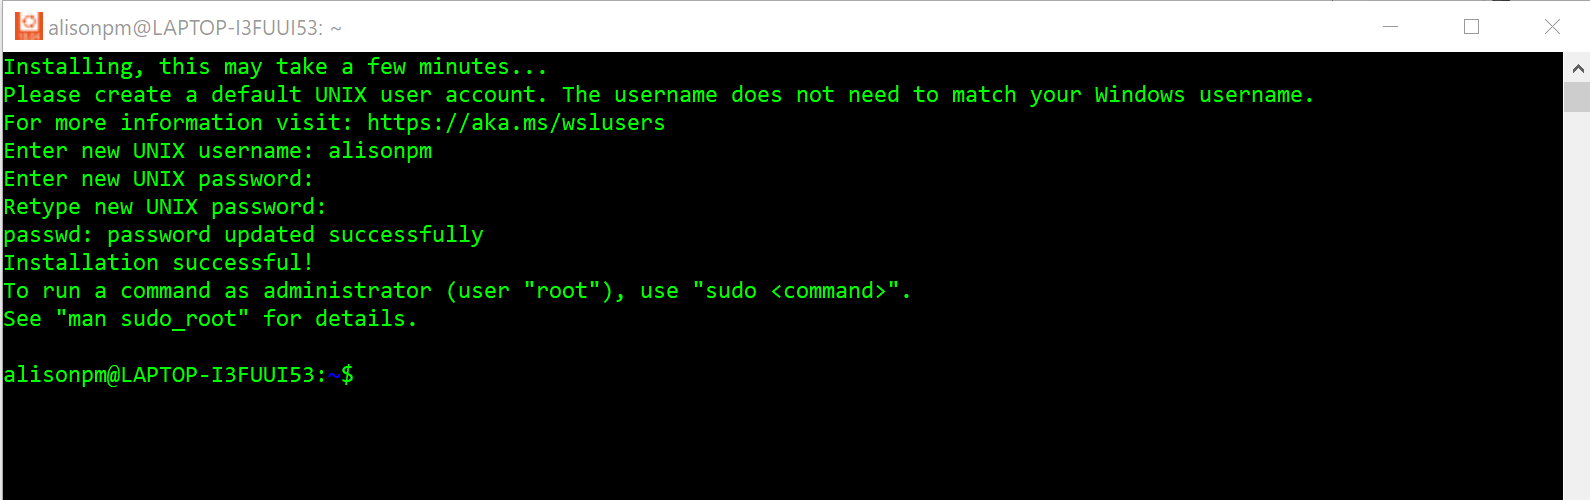 alisonpm@LAPTOP-I3FUUI53: ~
Installing, this may take a few minutes...
Please create a default UNIX user account. The username does not need to match your Windows username.
For more information visit: https://aka.ms/wslusers
Enter new UNIX username: alisonpm
Enter new UNIX password:
Retype new UNIX password:
passwd: password updated successfully
Installation successful!
To run a command as administrator (user "root"), use "sudo <command>".
See "man sudo_root" for details.
alisonpm@LAPTOP-I3FUUI53:~$